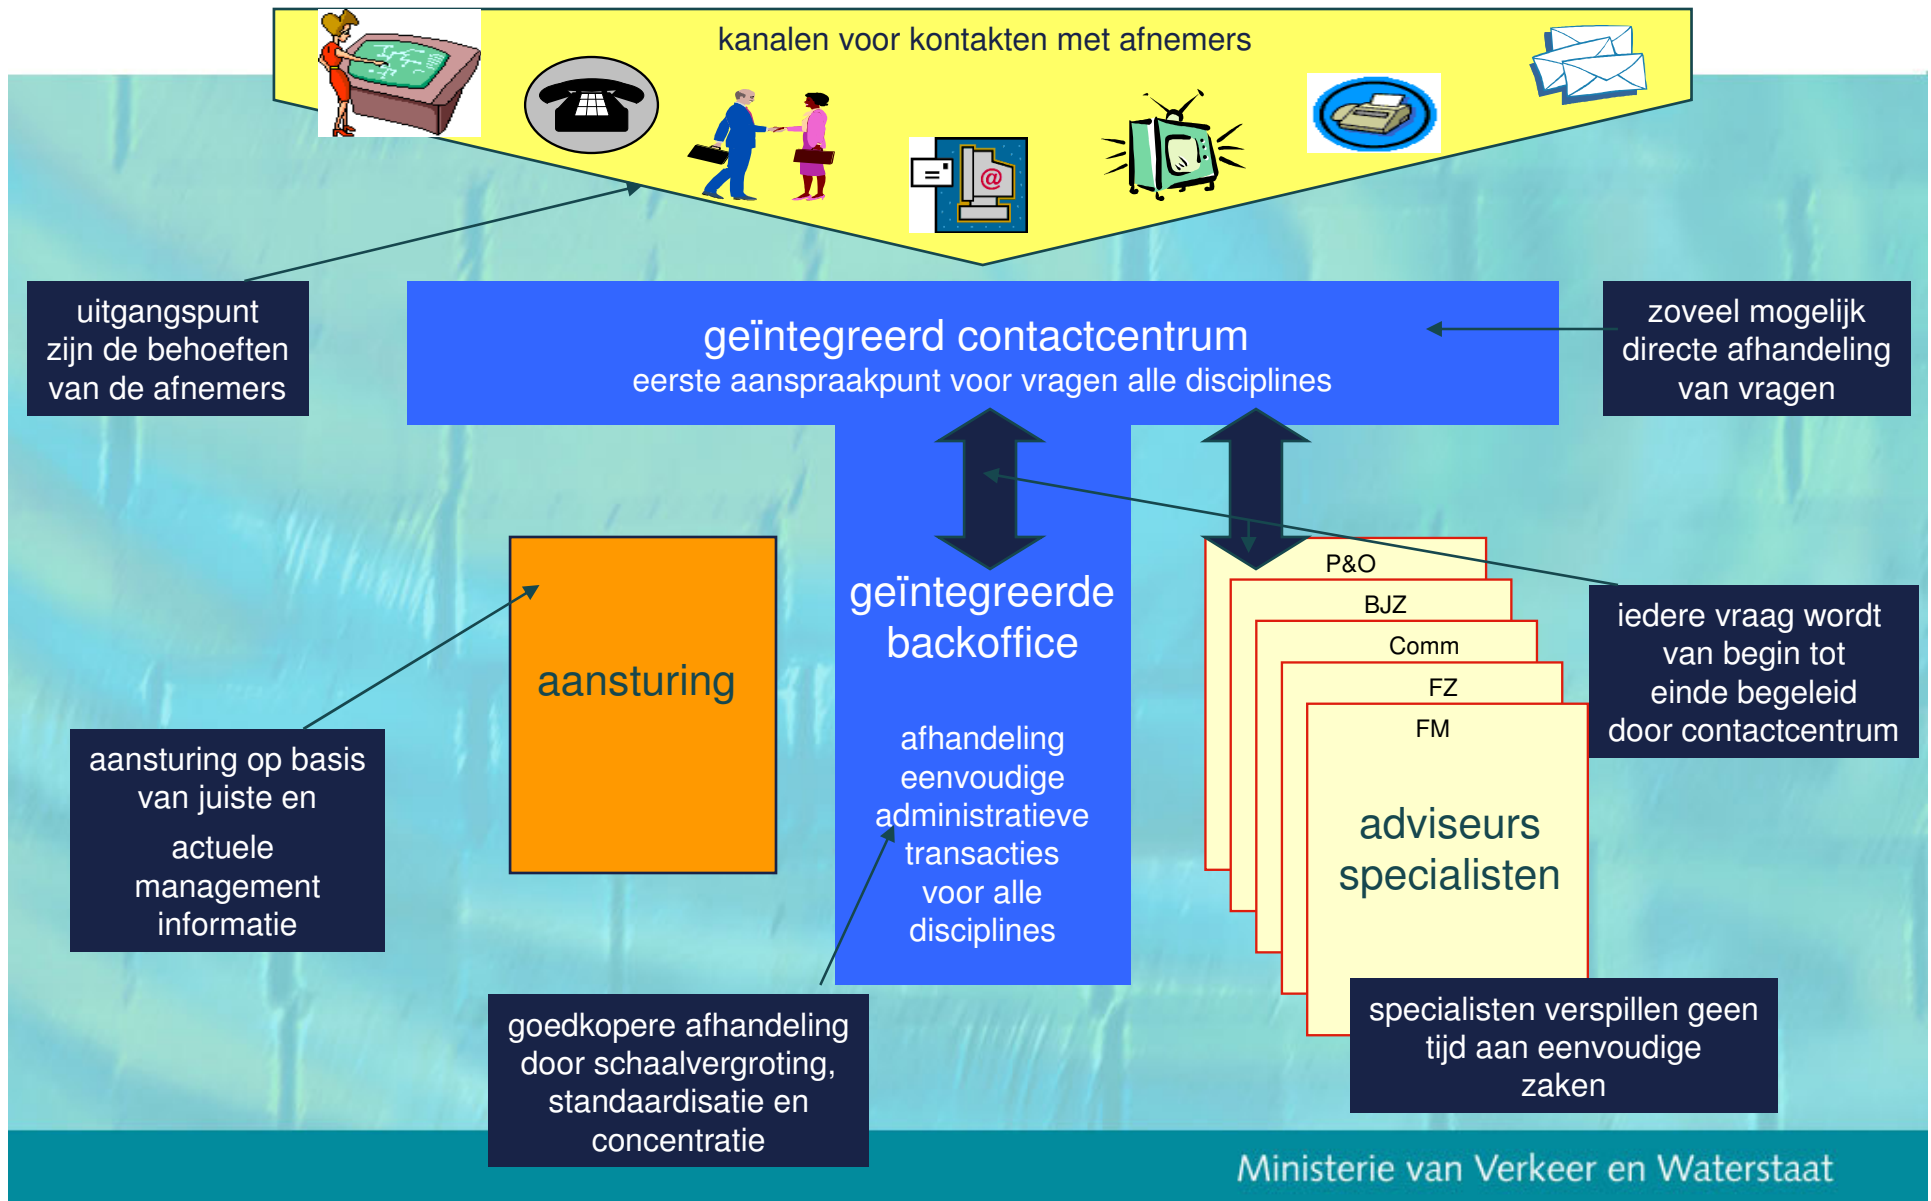 kanalen voor kontakten met afnemers
@
uitgangspunt
zijn de behoeften
van de afnemers
geïntegreerd contactcentrum
eerste aanspraakpunt voor vragen alle disciplines
zoveel mogelijk
directe afhandeling
van vragen
aansturing
geïntegreerde
backoffice
afhandeling
eenvoudige
administratieve
transacties
voor alle
disciplines
P&O
BJZ
Comm
FZ
FM
adviseurs
specialisten
iedere vraag wordt
van begin tot
einde begeleid
door contactcentrum
aansturing op basis
van juiste en
actuele
management
informatie
goedkopere afhandeling
door schaalvergroting,
standaardisatie en
concentratie
specialisten verspillen geen
tijd aan eenvoudige
zaken
Ministerie van Verkeer en Waterstaat